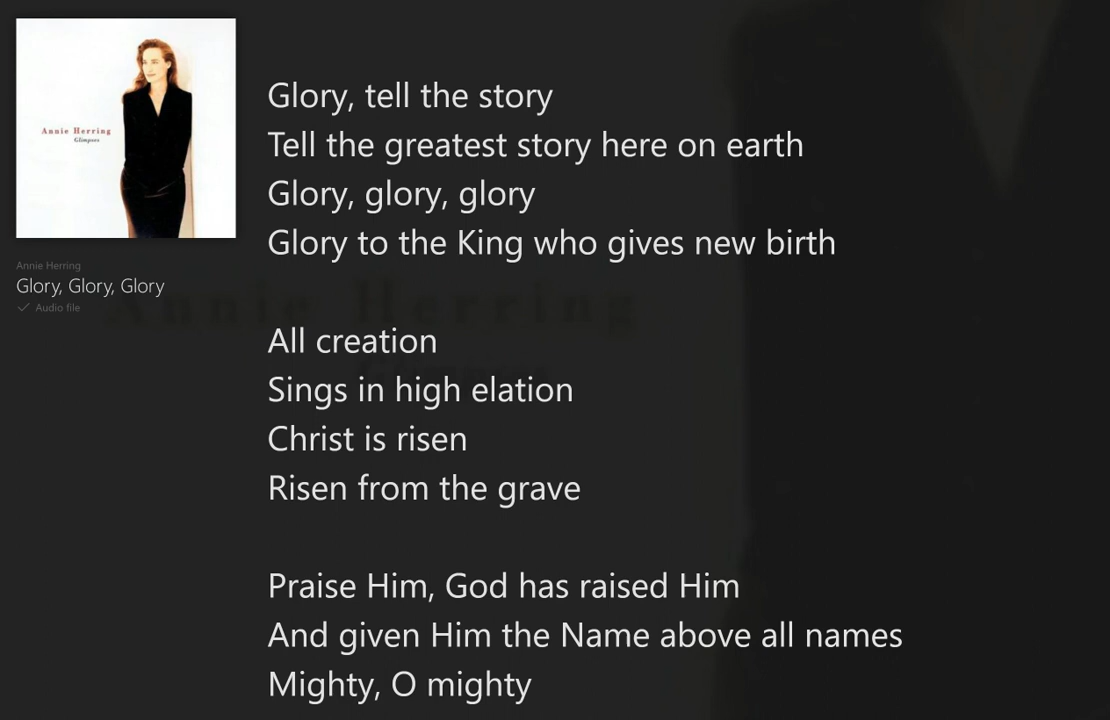 Annie Herring
Glimpses
Annie Herring
Glory, Glory, Glory
Audio file
Glory, tell the story
Tell the greatest story here on earth
Glory, glory, glory
Glory to the King who gives new birth
All creation
Sings in high elation
Christ is risen
Risen from the grave
Praise Him, God has raised Him
And given Him the Name above all names
Mighty, O mighty
Annie Herring
Glimpses